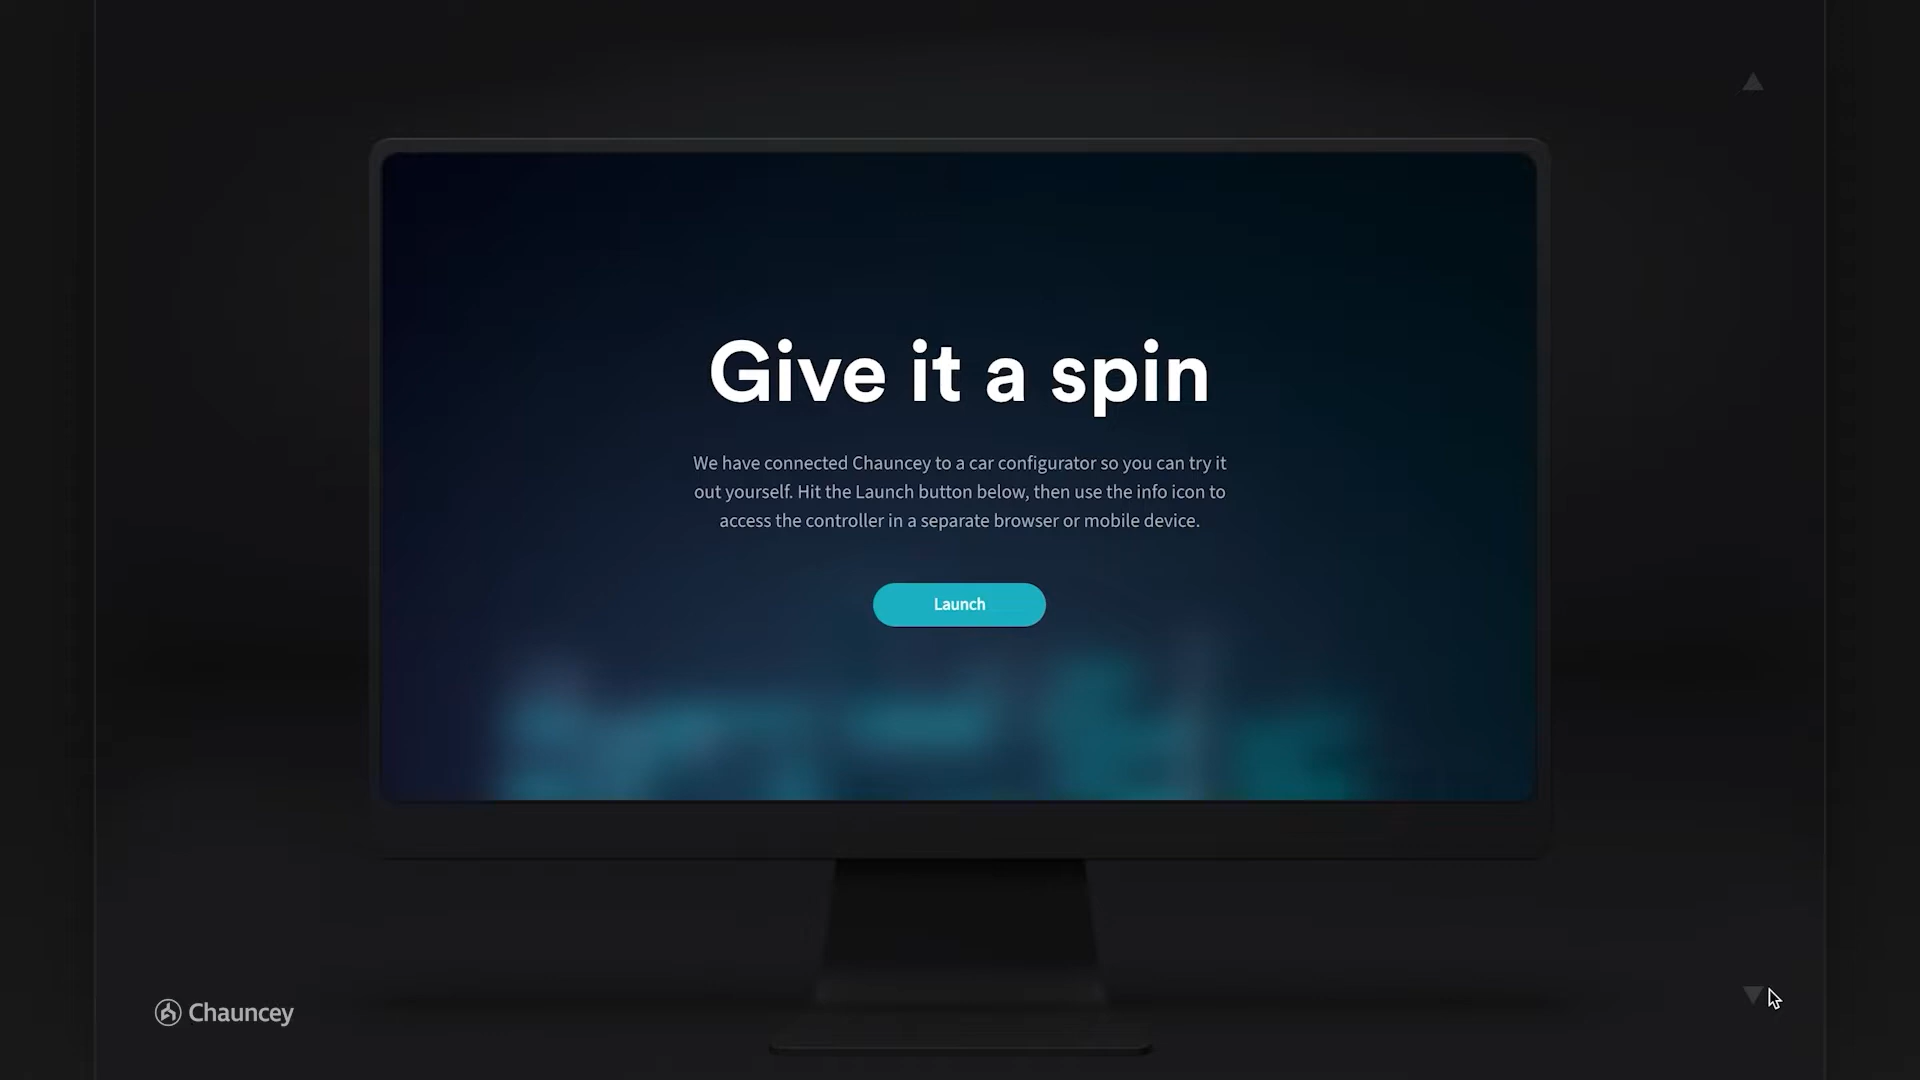 Give it a spin
We have connected Chauncey to a car configurator so you can try it
out yourself. Hit the Launch button below, then use the info icon to
access the controller in a separate browser or mobile device.
Launch
Chauncey